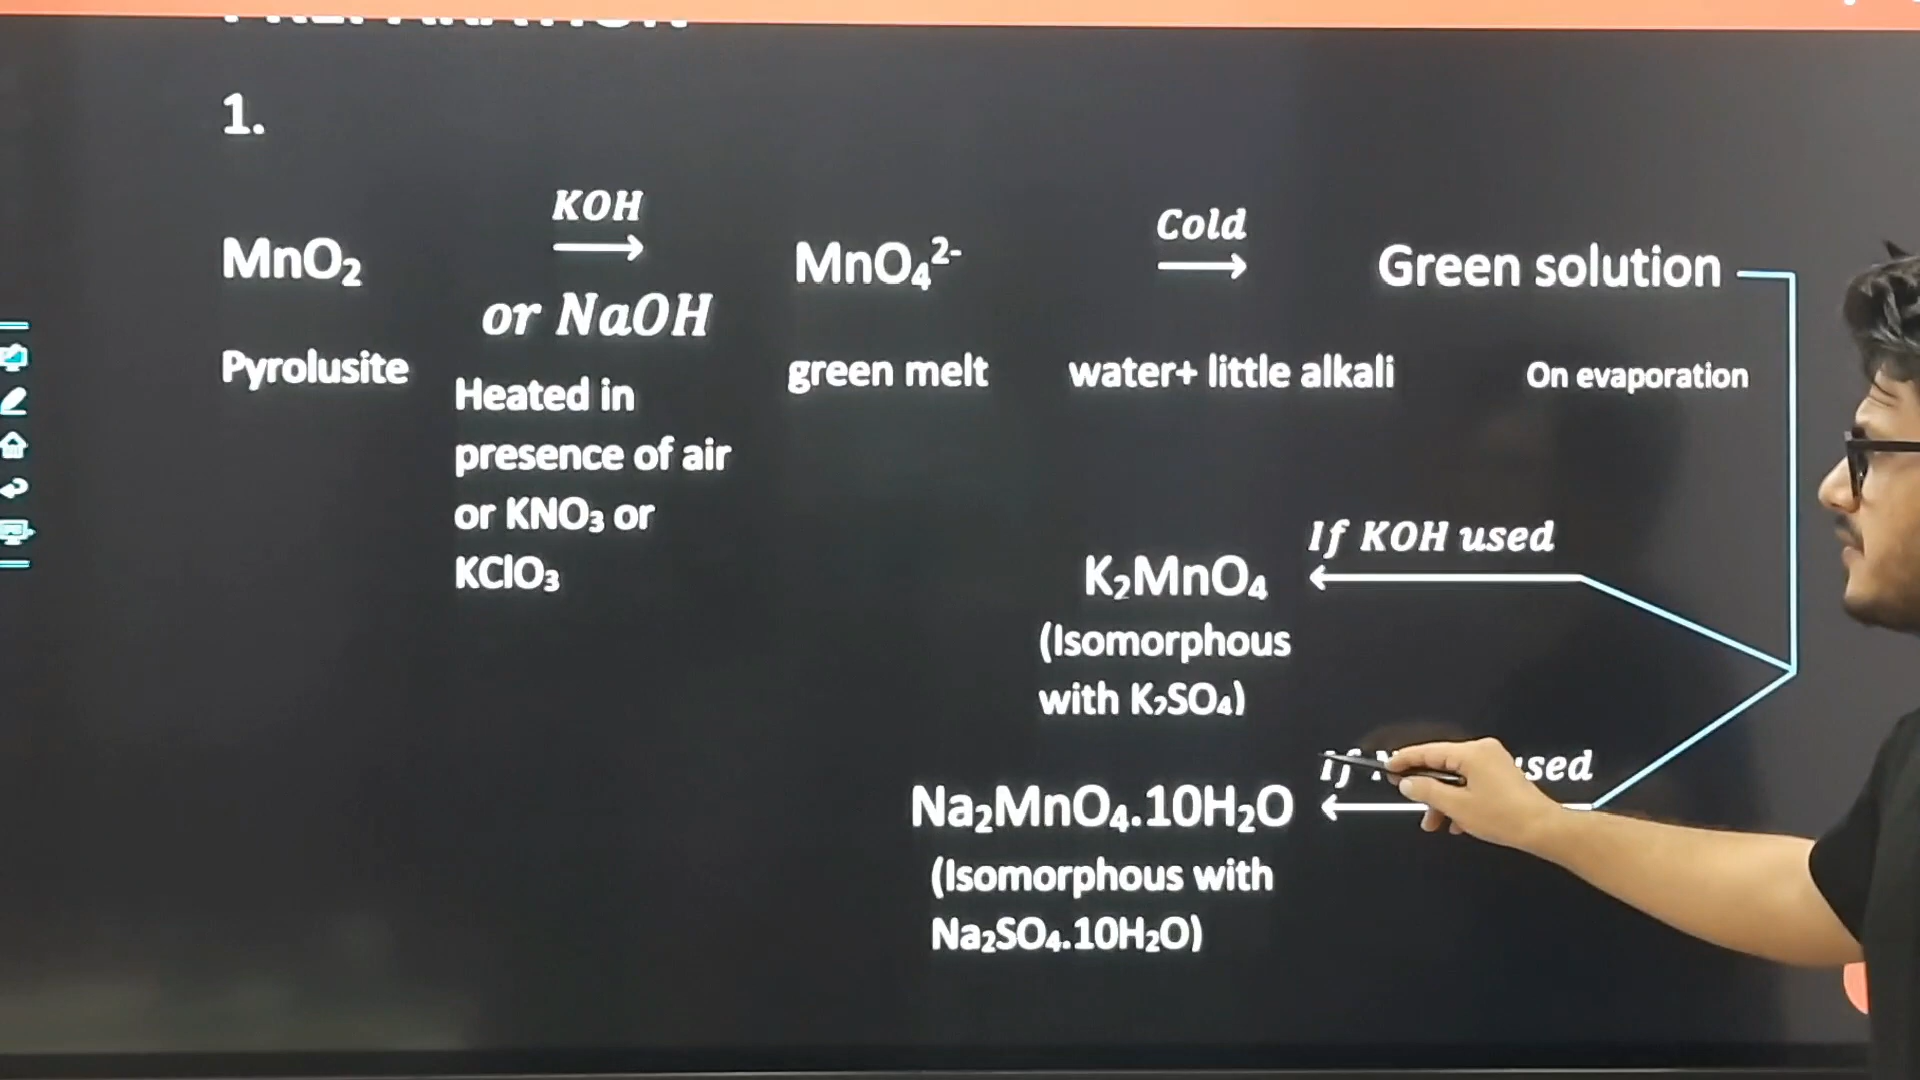 1.
KOH
MnO₂ ⟶ MnO₄²⁻ Cold ⟶ Green solution
or NaOH
Pyrolusite green melt water+ little alkali On evaporation
Heated in
presence of air
or KNO₃ or
KClO₃
If KOH used
K₂MnO₄
(Isomorphous
with K₂SO₄)
If used
Na₂MnO₄.10H₂O
(Isomorphous with
Na₂SO₄.10H₂O)